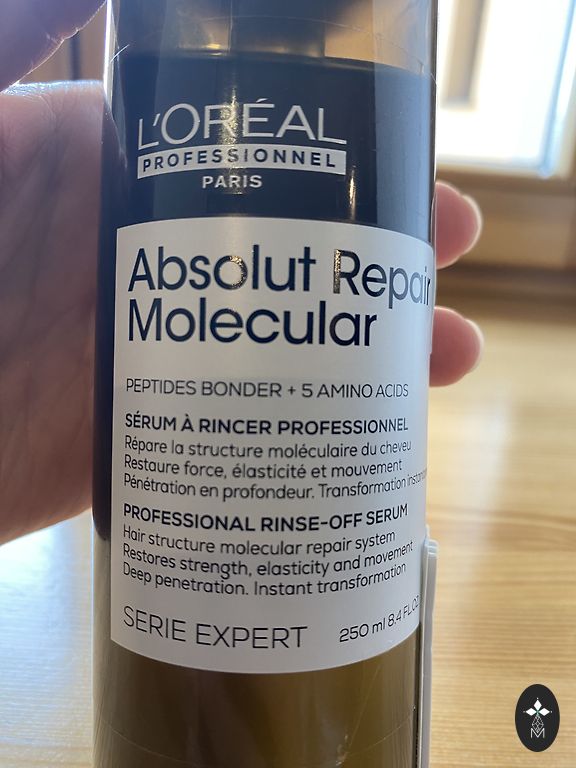 L'ORÉAL
PROFESSIONNEL
PARIS
Absolut Repair
Molecular
PEPTIDES BONDER + 5 AMINO ACIDS
SÉRUM À RINCER PROFESSIONNEL
Répare la structure moléculaire du cheveu
Restaure force, élasticité et mouvement
Pénétration en profondeur. Transformation
PROFESSIONAL RINSE-OFF SERUM
Hair structure molecular repair system
Restores strength, elasticity and movement
Deep penetration. Instant transformation
SERIE EXPERT
250 ml 8.4 FL.OZ
M